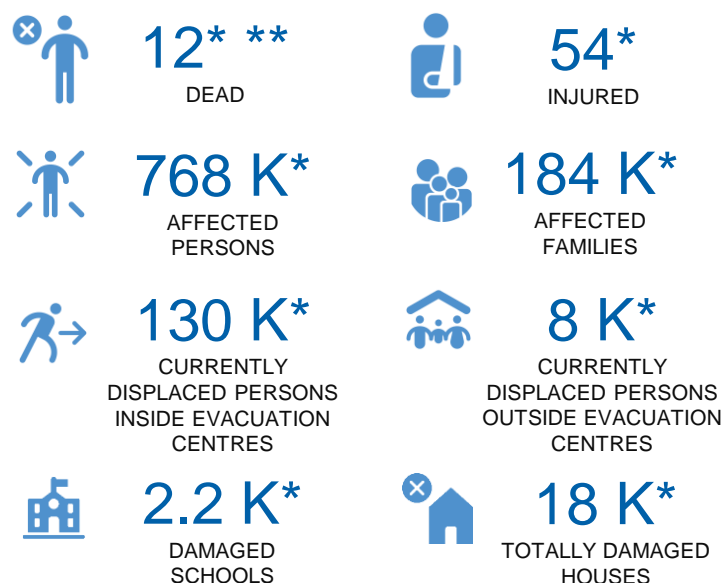 12* **
DEAD
54*
INJURED
768 K*
AFFECTED
PERSONS
184 K*
AFFECTED
FAMILIES
130 K*
CURRENTLY
DISPLACED PERSONS
INSIDE EVACUATION
CENTRES
8 K*
CURRENTLY
DISPLACED PERSONS
OUTSIDE EVACUATION
CENTRES
2.2 K*
DAMAGED
SCHOOLS
18 K*
TOTALLY DAMAGED
HOUSES